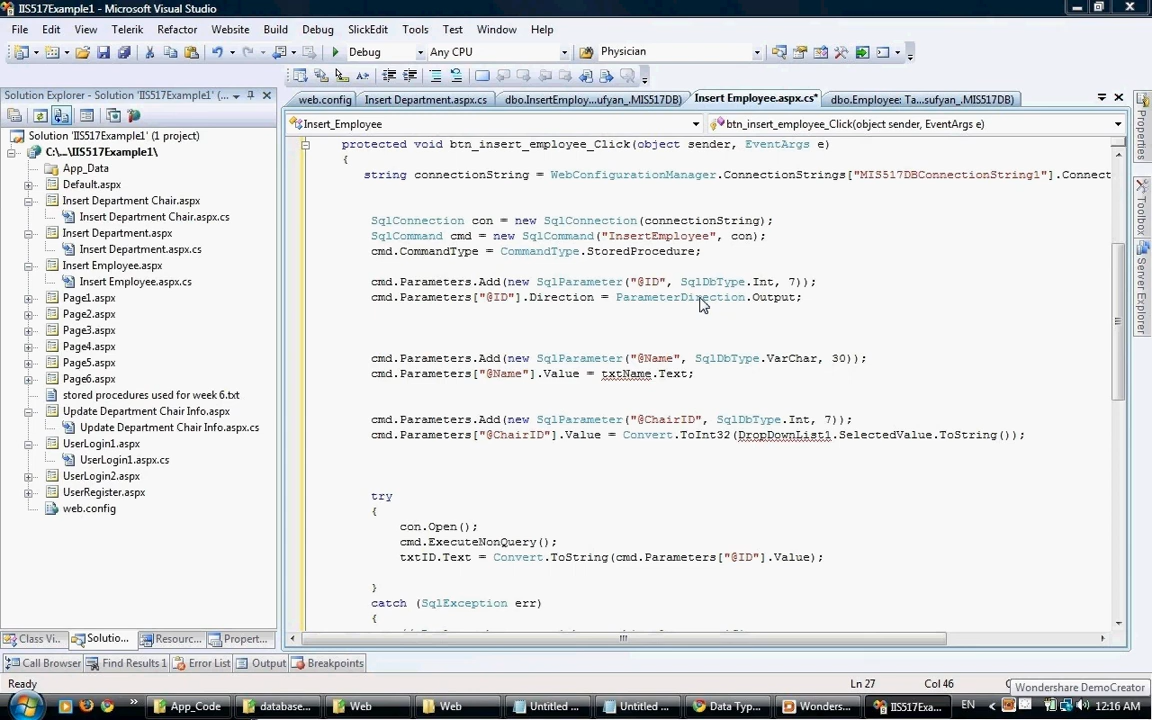 IIS517Example1 - Microsoft Visual Studio
File Edit View Telerik Refactor Website Build Debug SlickEdit Tools Test Window Help
Debug Any CPU Physician
Solution Explorer - Solution 'IIS517Example1' (1 project)
Solution 'IIS517Example1' (1 project)
C:\...\IIS517Example1\
App_Data
Default.aspx
Insert Department Chair.aspx
Insert Department Chair.aspx.cs
Insert Department.aspx
Insert Department.aspx.cs
Insert Employee.aspx
Insert Employee.aspx.cs
Page1.aspx
Page2.aspx
Page3.aspx
Page4.aspx
Page5.aspx
Page6.aspx
stored procedures used for week 6.txt
Update Department Chair Info.aspx
Update Department Chair Info.aspx.cs
UserLogin1.aspx
UserLogin1.aspx.cs
UserLogin2.aspx
UserRegister.aspx
web.config
Class Vi... Solutio... Resourc... Propert...
web.config Insert Department.aspx.cs dbo.InsertEmploy...ufyan_.MIS517DB) Insert Employee.aspx.cs* dbo.Employee: Ta...sufyan_.MIS517DB)
Insert_Employee btn_insert_employee_Click(object sender, EventArgs e)
protected void btn_insert_employee_Click(object sender, EventArgs e)
{
string connectionString = WebConfigurationManager.ConnectionStrings["MIS517DBConnectionString1"].Connect
SqlConnection con = new SqlConnection(connectionString);
SqlCommand cmd = new SqlCommand("InsertEmployee", con);
cmd.CommandType = CommandType.StoredProcedure;
cmd.Parameters.Add(new SqlParameter("@ID", SqlDbType.Int, 7));
cmd.Parameters["@ID"].Direction = ParameterDirection.Output;
cmd.Parameters.Add(new SqlParameter("@Name", SqlDbType.VarChar, 30));
cmd.Parameters["@Name"].Value = txtName.Text;
cmd.Parameters.Add(new SqlParameter("@ChairID", SqlDbType.Int, 7));
cmd.Parameters["@ChairID"].Value = Convert.ToInt32(DropDownList1.SelectedValue.ToString());
try
{
con.Open();
cmd.ExecuteNonQuery();
txtID.Text = Convert.ToString(cmd.Parameters["@ID"].Value);
}
catch (SqlException err)
{
Properties
Toolbox
Server Explorer
Call Browser Find Results 1 Error List Output Breakpoints
Ready Ln 27 Col 46
Wondershare DemoCreator
App_Code database... Web Web Untitled ... Untitled ... Data Typ... Wonders... IIS517Exa... EN 12:16 AM